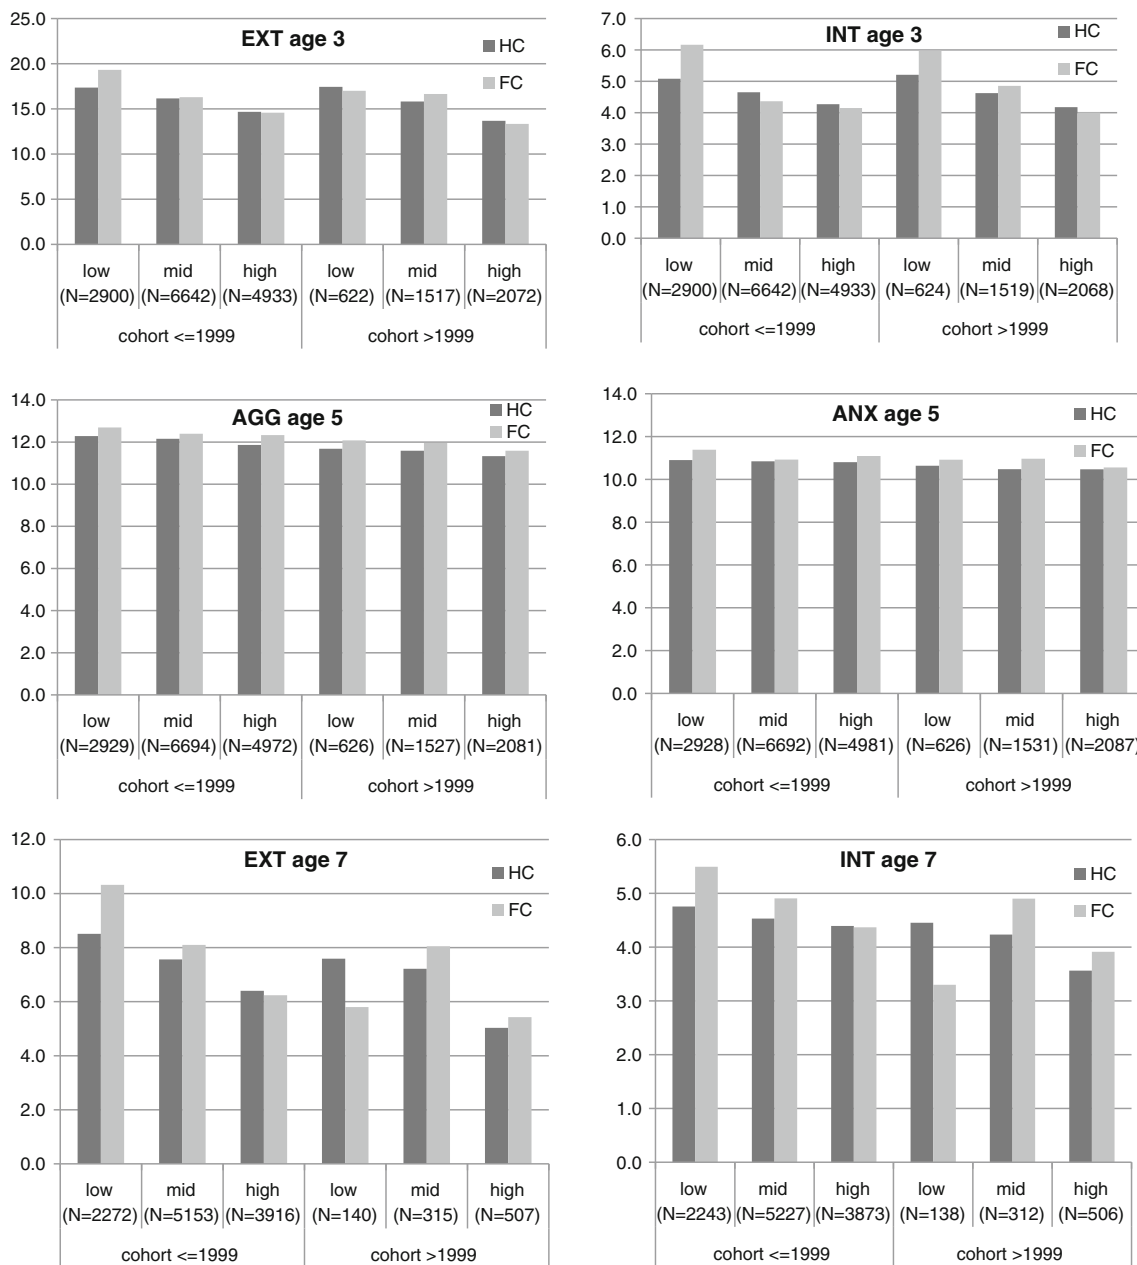 EXT age 3
HC
FC
25.0
20.0
15.0
10.0
5.0
0.0
low mid high low mid high
(N=2900) (N=6642) (N=4933) (N=622) (N=1517) (N=2072)
cohort <=1999 cohort >1999
INT age 3
HC
FC
7.0
6.0
5.0
4.0
3.0
2.0
1.0
0.0
low mid high low mid high
(N=2900) (N=6642) (N=4933) (N=624) (N=1519) (N=2068)
cohort <=1999 cohort >1999
AGG age 5
HC
FC
14.0
12.0
10.0
8.0
6.0
4.0
2.0
0.0
low mid high low mid high
(N=2929) (N=6694) (N=4972) (N=626) (N=1527) (N=2081)
cohort <=1999 cohort >1999
ANX age 5
HC
FC
14.0
12.0
10.0
8.0
6.0
4.0
2.0
0.0
low mid high low mid high
(N=2928) (N=6692) (N=4981) (N=626) (N=1531) (N=2087)
cohort <=1999 cohort >1999
EXT age 7
HC
FC
12.0
10.0
8.0
6.0
4.0
2.0
0.0
low mid high low mid high
(N=2272) (N=5153) (N=3916) (N=140) (N=315) (N=507)
cohort <=1999 cohort >1999
INT age 7
HC
FC
6.0
5.0
4.0
3.0
2.0
1.0
0.0
low mid high low mid high
(N=2243) (N=5227) (N=3873) (N=138) (N=312) (N=506)
cohort <=1999 cohort >1999